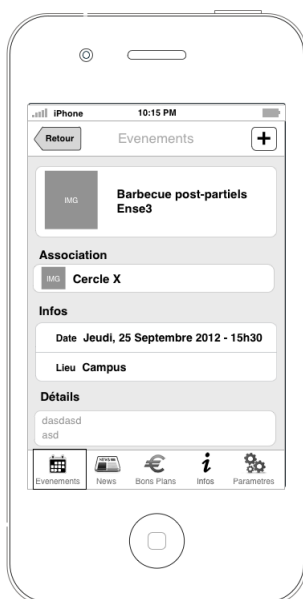 iPhone 10:15 PM
Retour Evenements +
IMG Barbecue post-partiels
Ense3
Association
IMG Cercle X
Infos
Date Jeudi, 25 Septembre 2012 - 15h30
Lieu Campus
Détails
dasdasd
asd
Evenements News Bons Plans Infos Parametres